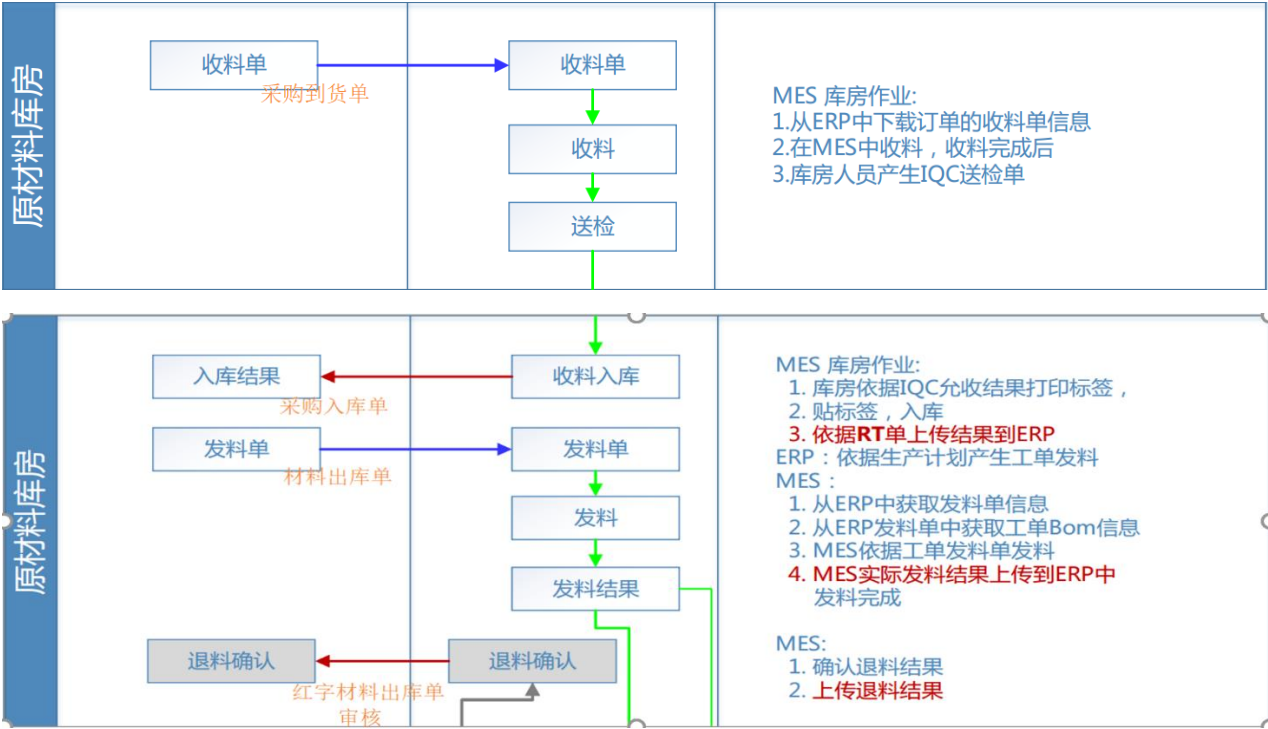 原材料库房
收料单
采购到货单
收料单
收料
送检
MES 库房作业:
1.从ERP中下载订单的收料单信息
2.在MES中收料，收料完成后
3.库房人员产生IQC送检单
原材料库房
入库结果
采购入库单
收料入库
发料单
材料出库单
发料单
发料
发料结果
退料确认
红字材料出库单
审核
退料确认
MES 库房作业:
1. 库房依据IQC允收结果打印标签，
2. 贴标签，入库
3. 依据RT单上传结果到ERP
ERP：依据生产计划产生工单发料
MES：
1. 从ERP中获取发料单信息
2. 从ERP发料单中获取工单Bom信息
3. MES依据工单发料单发料
4. MES实际发料结果上传到ERP中
发料完成
MES:
1. 确认退料结果
2. 上传退料结果